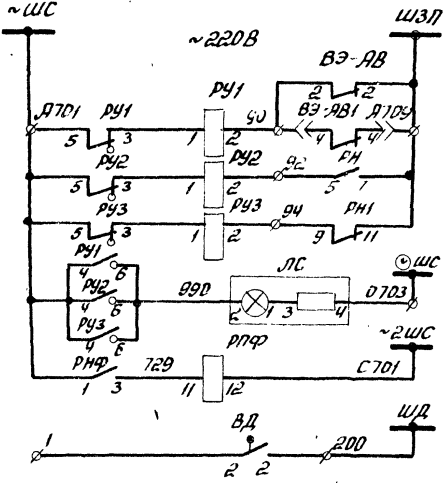 ~ШС
ШЗП
~220В
ВЭ-АВ
2 2
А701 РУ1 РУ1 90 ВЭ-АВ1 А704
5 3 1 2 4 4
РУ2 РУ2 92 РН
5 3 1 2 5 7
РУ3 РУ3 94 РН1
5 3 1 2 9 11
РУ1
4 6
ЛС
~ШС
РУ2 990 0703
4 6 2 1 3 4
РУ3
4 6
РПФ
~2ШС
РНФ 729 С701
1 3 11 12
ШД
1 ВД 200
2 2